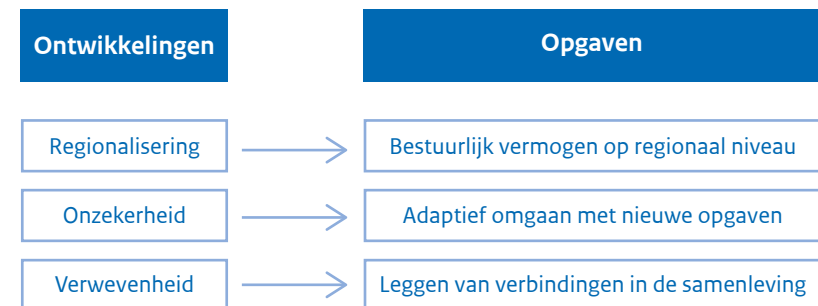 Ontwikkelingen
Opgaven
Regionalisering
Bestuurlijk vermogen op regionaal niveau
Onzekerheid
Adaptief omgaan met nieuwe opgaven
Verwevenheid
Leggen van verbindingen in de samenleving